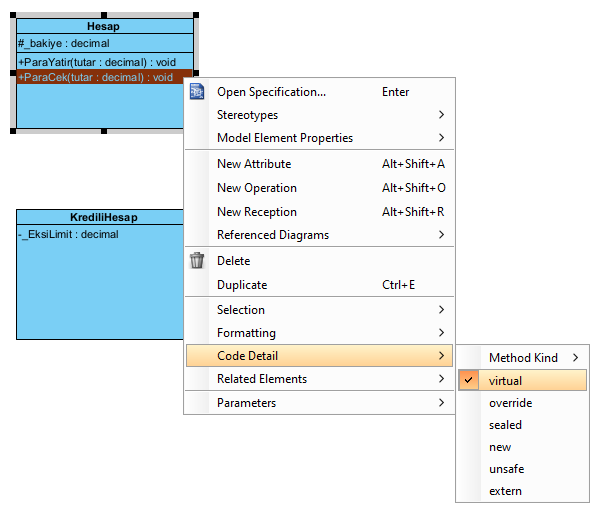 Hesap
#_bakiye : decimal
+ParaYatir(tutar : decimal) : void
+ParaCek(tutar : decimal) : void
Open Specification... Enter
Stereotypes
Model Element Properties
New Attribute Alt+Shift+A
New Operation Alt+Shift+O
New Reception Alt+Shift+R
Referenced Diagrams
Delete
Duplicate Ctrl+E
Selection
Formatting
Code Detail
Related Elements
Parameters
KrediliHesap
-_EksiLimit : decimal
Method Kind
virtual
override
sealed
new
unsafe
extern